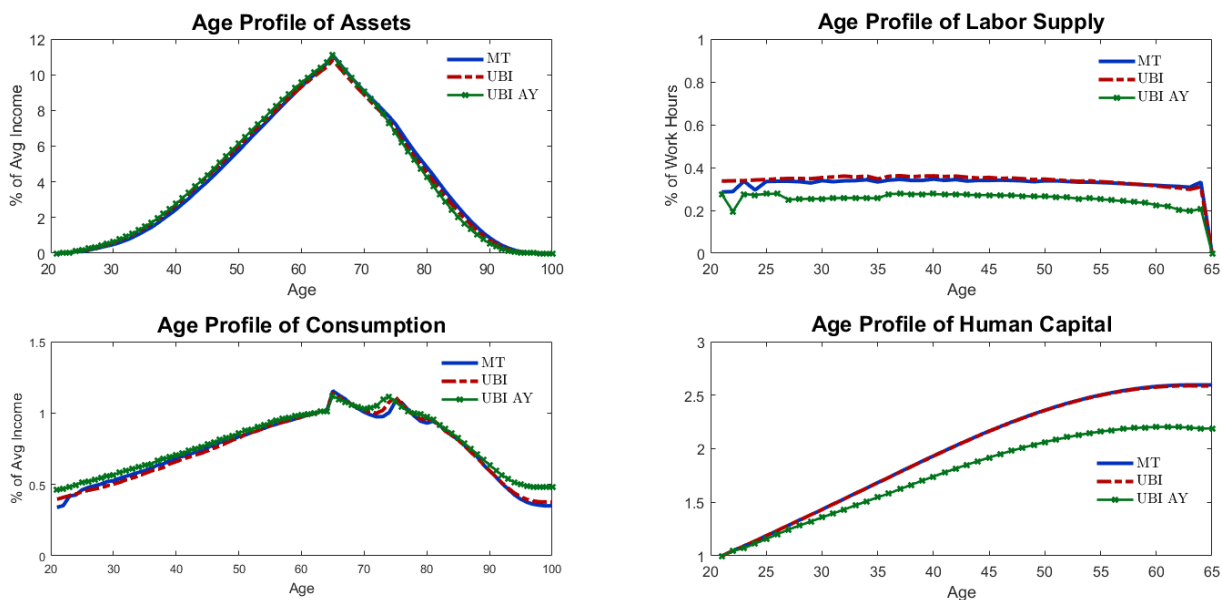 Age Profile of Assets
12
10
8
6
4
2
0
% of Avg Income
20 30 40 50 60 70 80 90 100
Age
MT
UBI
UBI AY
Age Profile of Labor Supply
1
0.8
0.6
0.4
0.2
0
% of Work Hours
20 25 30 35 40 45 50 55 60 65
Age
MT
UBI
UBI AY
Age Profile of Consumption
1.5
1
0.5
0
% of Avg Income
20 30 40 50 60 70 80 90 100
Age
MT
UBI
UBI AY
Age Profile of Human Capital
3
2.5
2
1.5
1
20 25 30 35 40 45 50 55 60 65
Age
MT
UBI
UBI AY